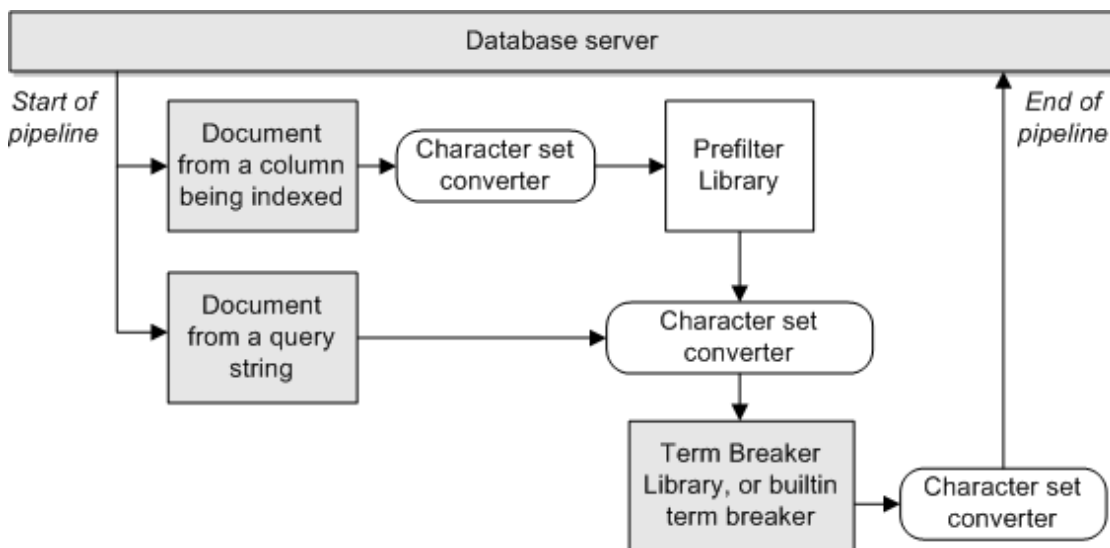 Database server
Start of
pipeline
End of
pipeline
Document
from a column
being indexed
Character set
converter
Prefilter
Library
Document
from a query
string
Character set
converter
Term Breaker
Library, or builtin
term breaker
Character set
converter